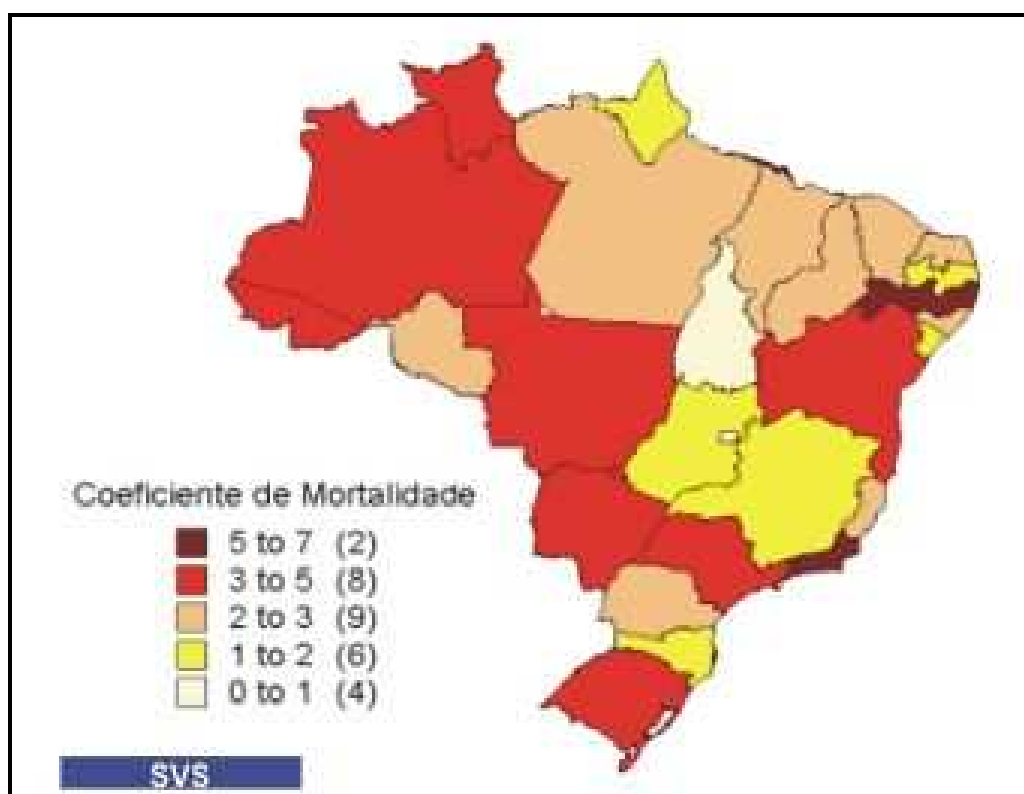 Coeficiente de Mortalidade
5 to 7 (2)
3 to 5 (8)
2 to 3 (9)
1 to 2 (6)
0 to 1 (4)
SVS